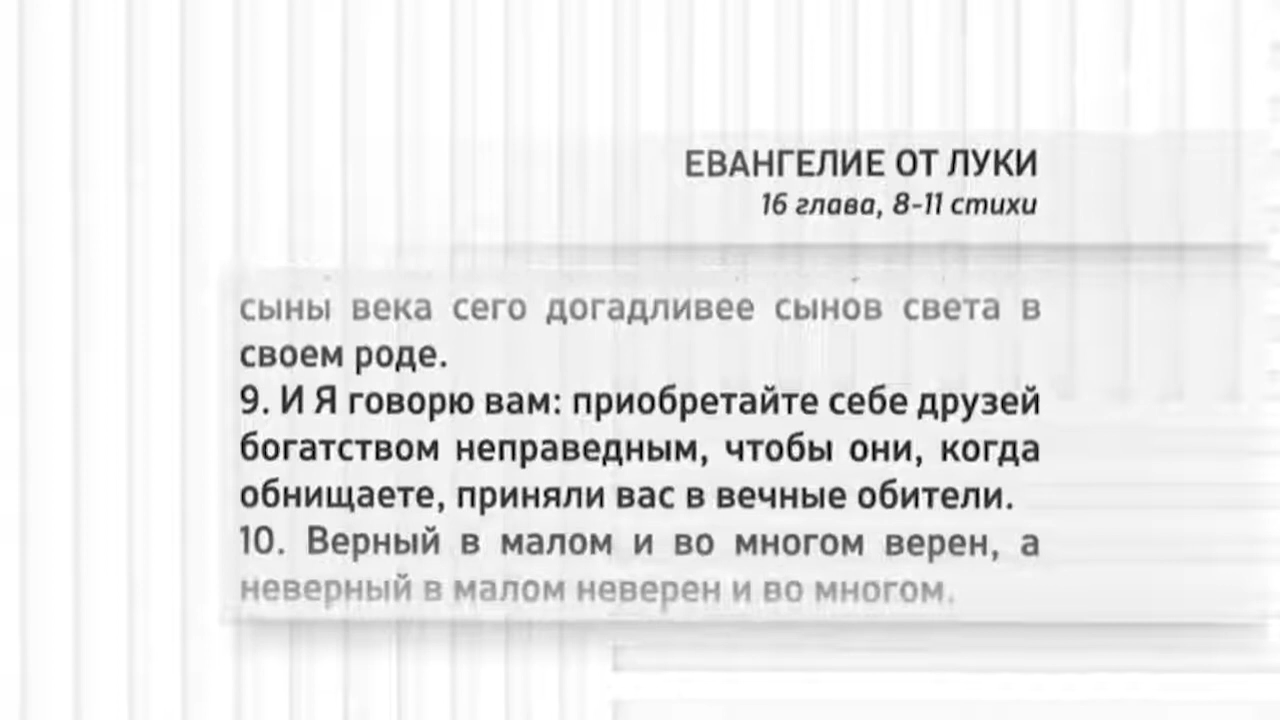 ЕВАНГЕЛИЕ ОТ ЛУКИ
16 глава, 8-11 стихи
сыны века сего догадливее сынов света в
своем роде.
9. И Я говорю вам: приобретайте себе друзей
богатством неправедным, чтобы они, когда
обнищаете, приняли вас в вечные обители.
10. Верный в малом и во многом верен, а
неверный в малом неверен и во многом.